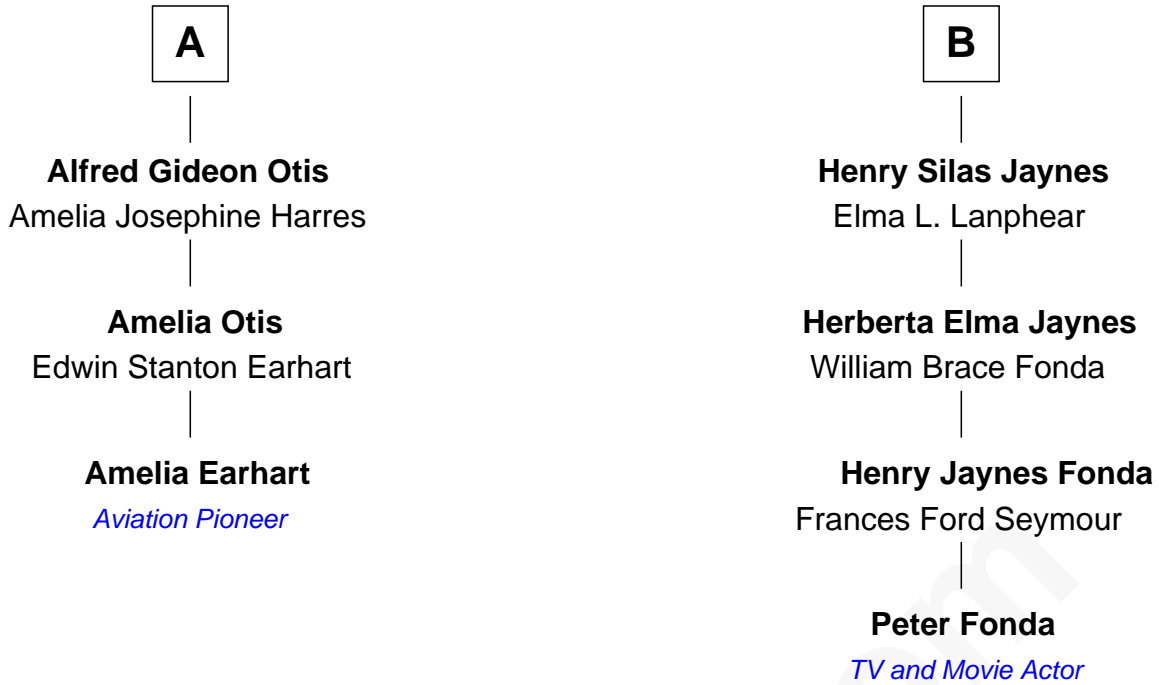 A
Alfred Gideon Otis
Amelia Josephine Harres
Amelia Otis
Edwin Stanton Earhart
Amelia Earhart
Aviation Pioneer
B
Henry Silas Jaynes
Elma L. Lanphear
Herberta Elma Jaynes
William Brace Fonda
Henry Jaynes Fonda
Frances Ford Seymour
Peter Fonda
TV and Movie Actor